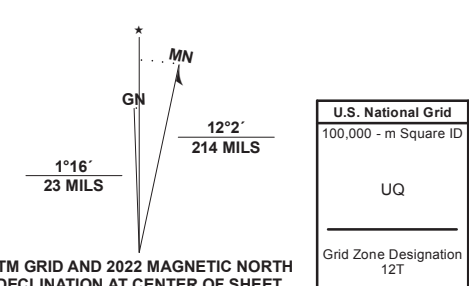 ★
MN
GN
12°2´
214 MILS
1°16´
23 MILS
TM GRID AND 2022 MAGNETIC NORTH
DECLINATION AT CENTER OF SHEET
U.S. National Grid
100,000 - m Square ID
UQ
Grid Zone Designation
12T